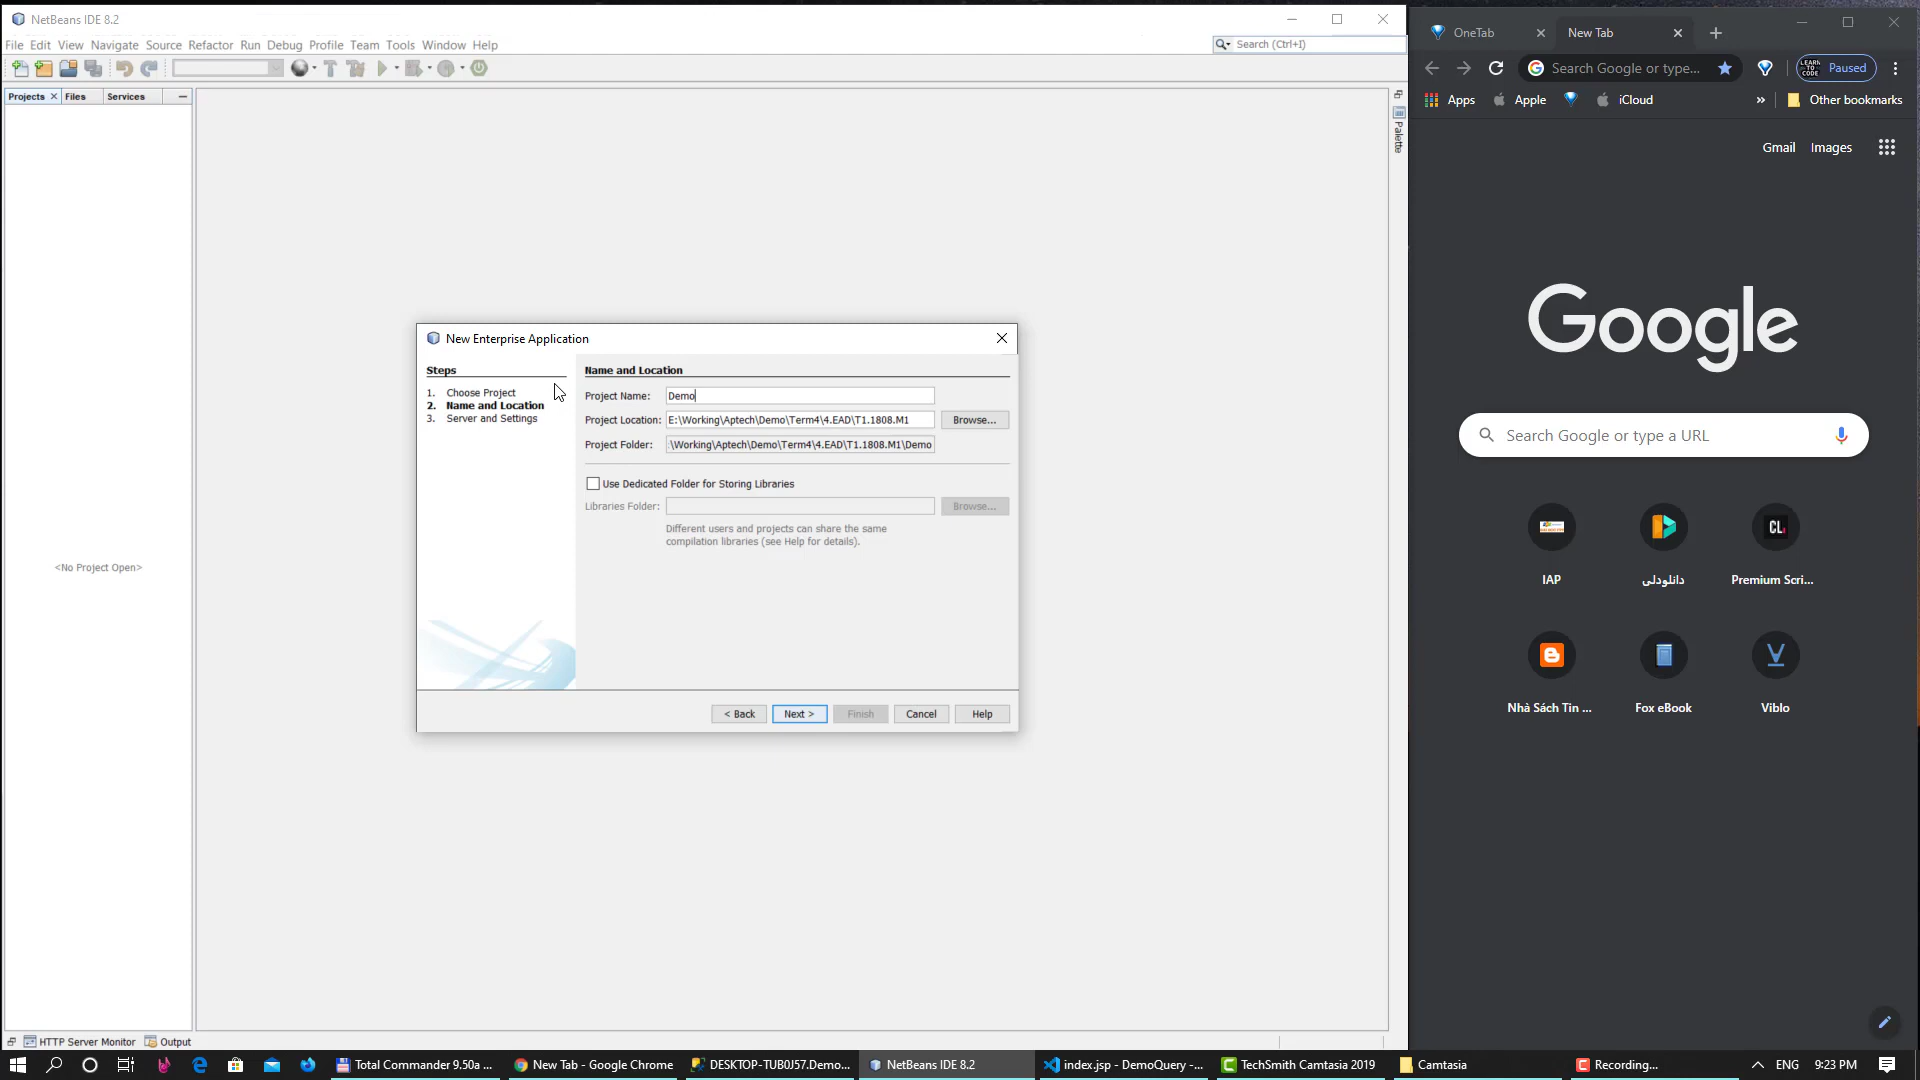 NetBeans IDE 8.2
File Edit View Navigate Source Refactor Run Debug Profile Team Tools Window Help
Search (Ctrl+I)
Projects Files Services
<No Project Open>
Palette
New Enterprise Application
Steps
1. Choose Project
2. Name and Location
3. Server and Settings
Name and Location
Project Name: Demo
Project Location: E:\Working\Aptech\Demo\Term4\4.EAD\T1.1808.M1 Browse...
Project Folder: :\Working\Aptech\Demo\Term4\4.EAD\T1.1808.M1\Demo
Use Dedicated Folder for Storing Libraries
Libraries Folder: Browse...
Different users and projects can share the same
compilation libraries (see Help for details).
< Back Next > Finish Cancel Help
HTTP Server Monitor Output
OneTab New Tab
Search Google or type... LEARN TO CODE Paused
Apps Apple iCloud » Other bookmarks
Gmail Images
Google
Search Google or type a URL
CL.
IAP دانلودلی Premium Scri...
Nhà Sách Tin ... Fox eBook Viblo
Total Commander 9.50a ... New Tab - Google Chrome DESKTOP-TUB0J57.Demo... NetBeans IDE 8.2 index.jsp - DemoQuery -... TechSmith Camtasia 2019 Camtasia Recording... ENG 9:23 PM